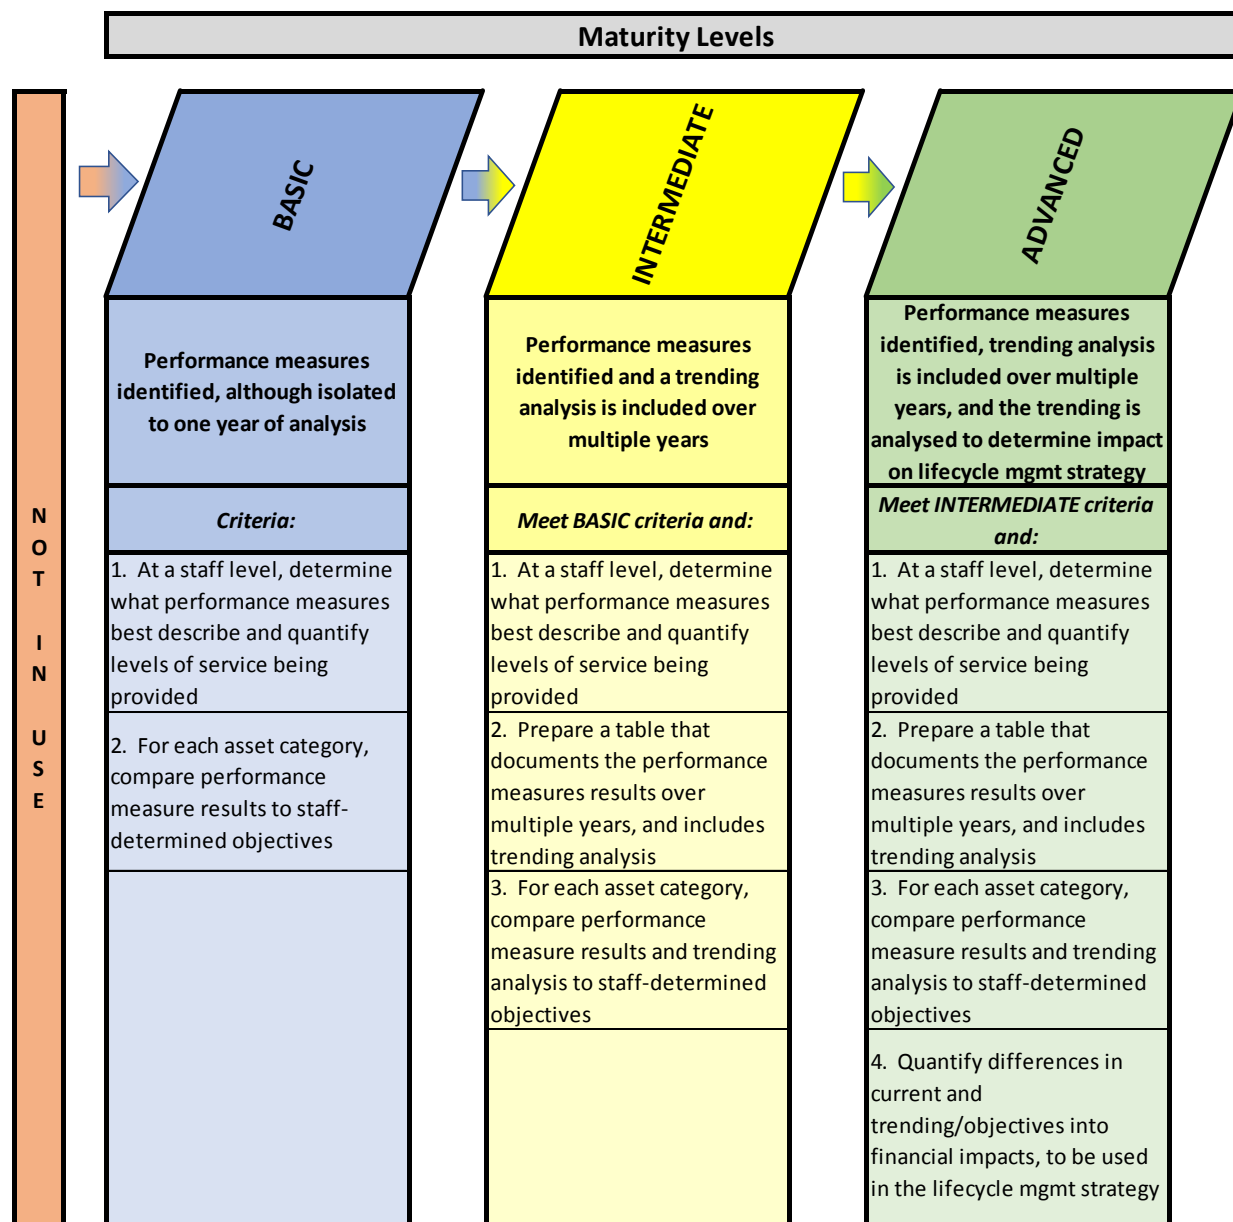 Maturity Levels
N
O
T
I
N
U
S
E
BASIC
Performance measures
identified, although isolated
to one year of analysis
Criteria:
1.  At a staff level, determine
what performance measures
best describe and quantify
levels of service being
provided
2.  For each asset category,
compare performance
measure results to staff-
determined objectives
INTERMEDIATE
Performance measures
identified and a trending
analysis is included over
multiple years
Meet BASIC criteria and:
1.  At a staff level, determine
what performance measures
best describe and quantify
levels of service being
provided
2.  Prepare a table that
documents the performance
measures results over
multiple years, and includes
trending analysis
3.  For each asset category,
compare performance
measure results and trending
analysis to staff-determined
objectives
ADVANCED
Performance measures
identified, trending analysis
is included over multiple
years, and the trending is
analysed to determine impact
on lifecycle mgmt strategy
Meet INTERMEDIATE criteria
and:
1.  At a staff level, determine
what performance measures
best describe and quantify
levels of service being
provided
2.  Prepare a table that
documents the performance
measures results over
multiple years, and includes
trending analysis
3.  For each asset category,
compare performance
measure results and trending
analysis to staff-determined
objectives
4.  Quantify differences in
current and
trending/objectives into
financial impacts, to be used
in the lifecycle mgmt strategy